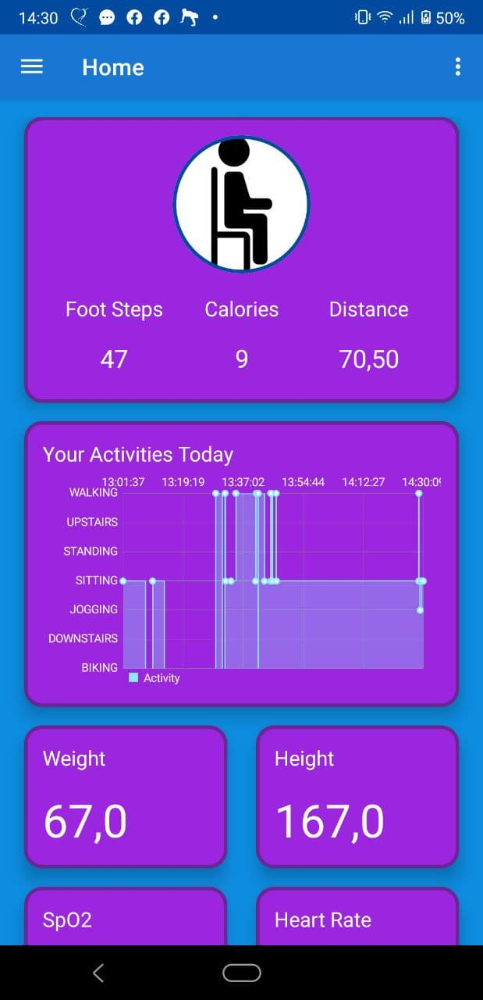 14:30 50%
Home
Foot Steps Calories Distance
47 9 70,50
Your Activities Today
13:01:37 13:19:19 13:37:02 13:54:44 14:12:27 14:30:09
WALKING
UPSTAIRS
STANDING
SITTING
JOGGING
DOWNSTAIRS
BIKING
Activity
Weight Height
67,0 167,0
SpO2 Heart Rate